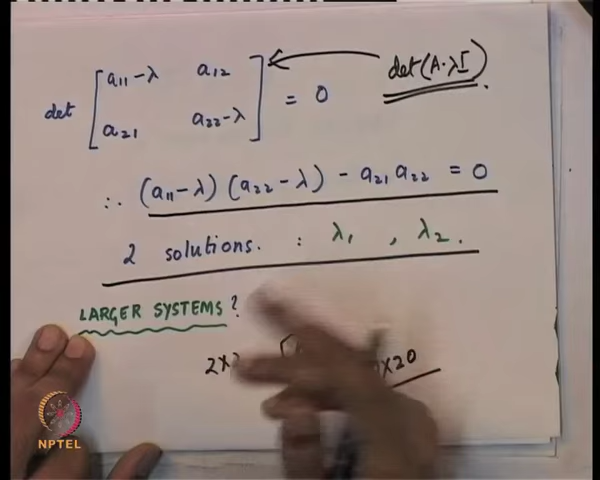 det [ a11-λ a12 ; a21 a22-λ ] = 0
det(A-λI).
∴ (a11-λ) (a22-λ) - a21 a22 = 0
2 solutions. : λ1 , λ2.
LARGER SYSTEMS ?
NPTEL